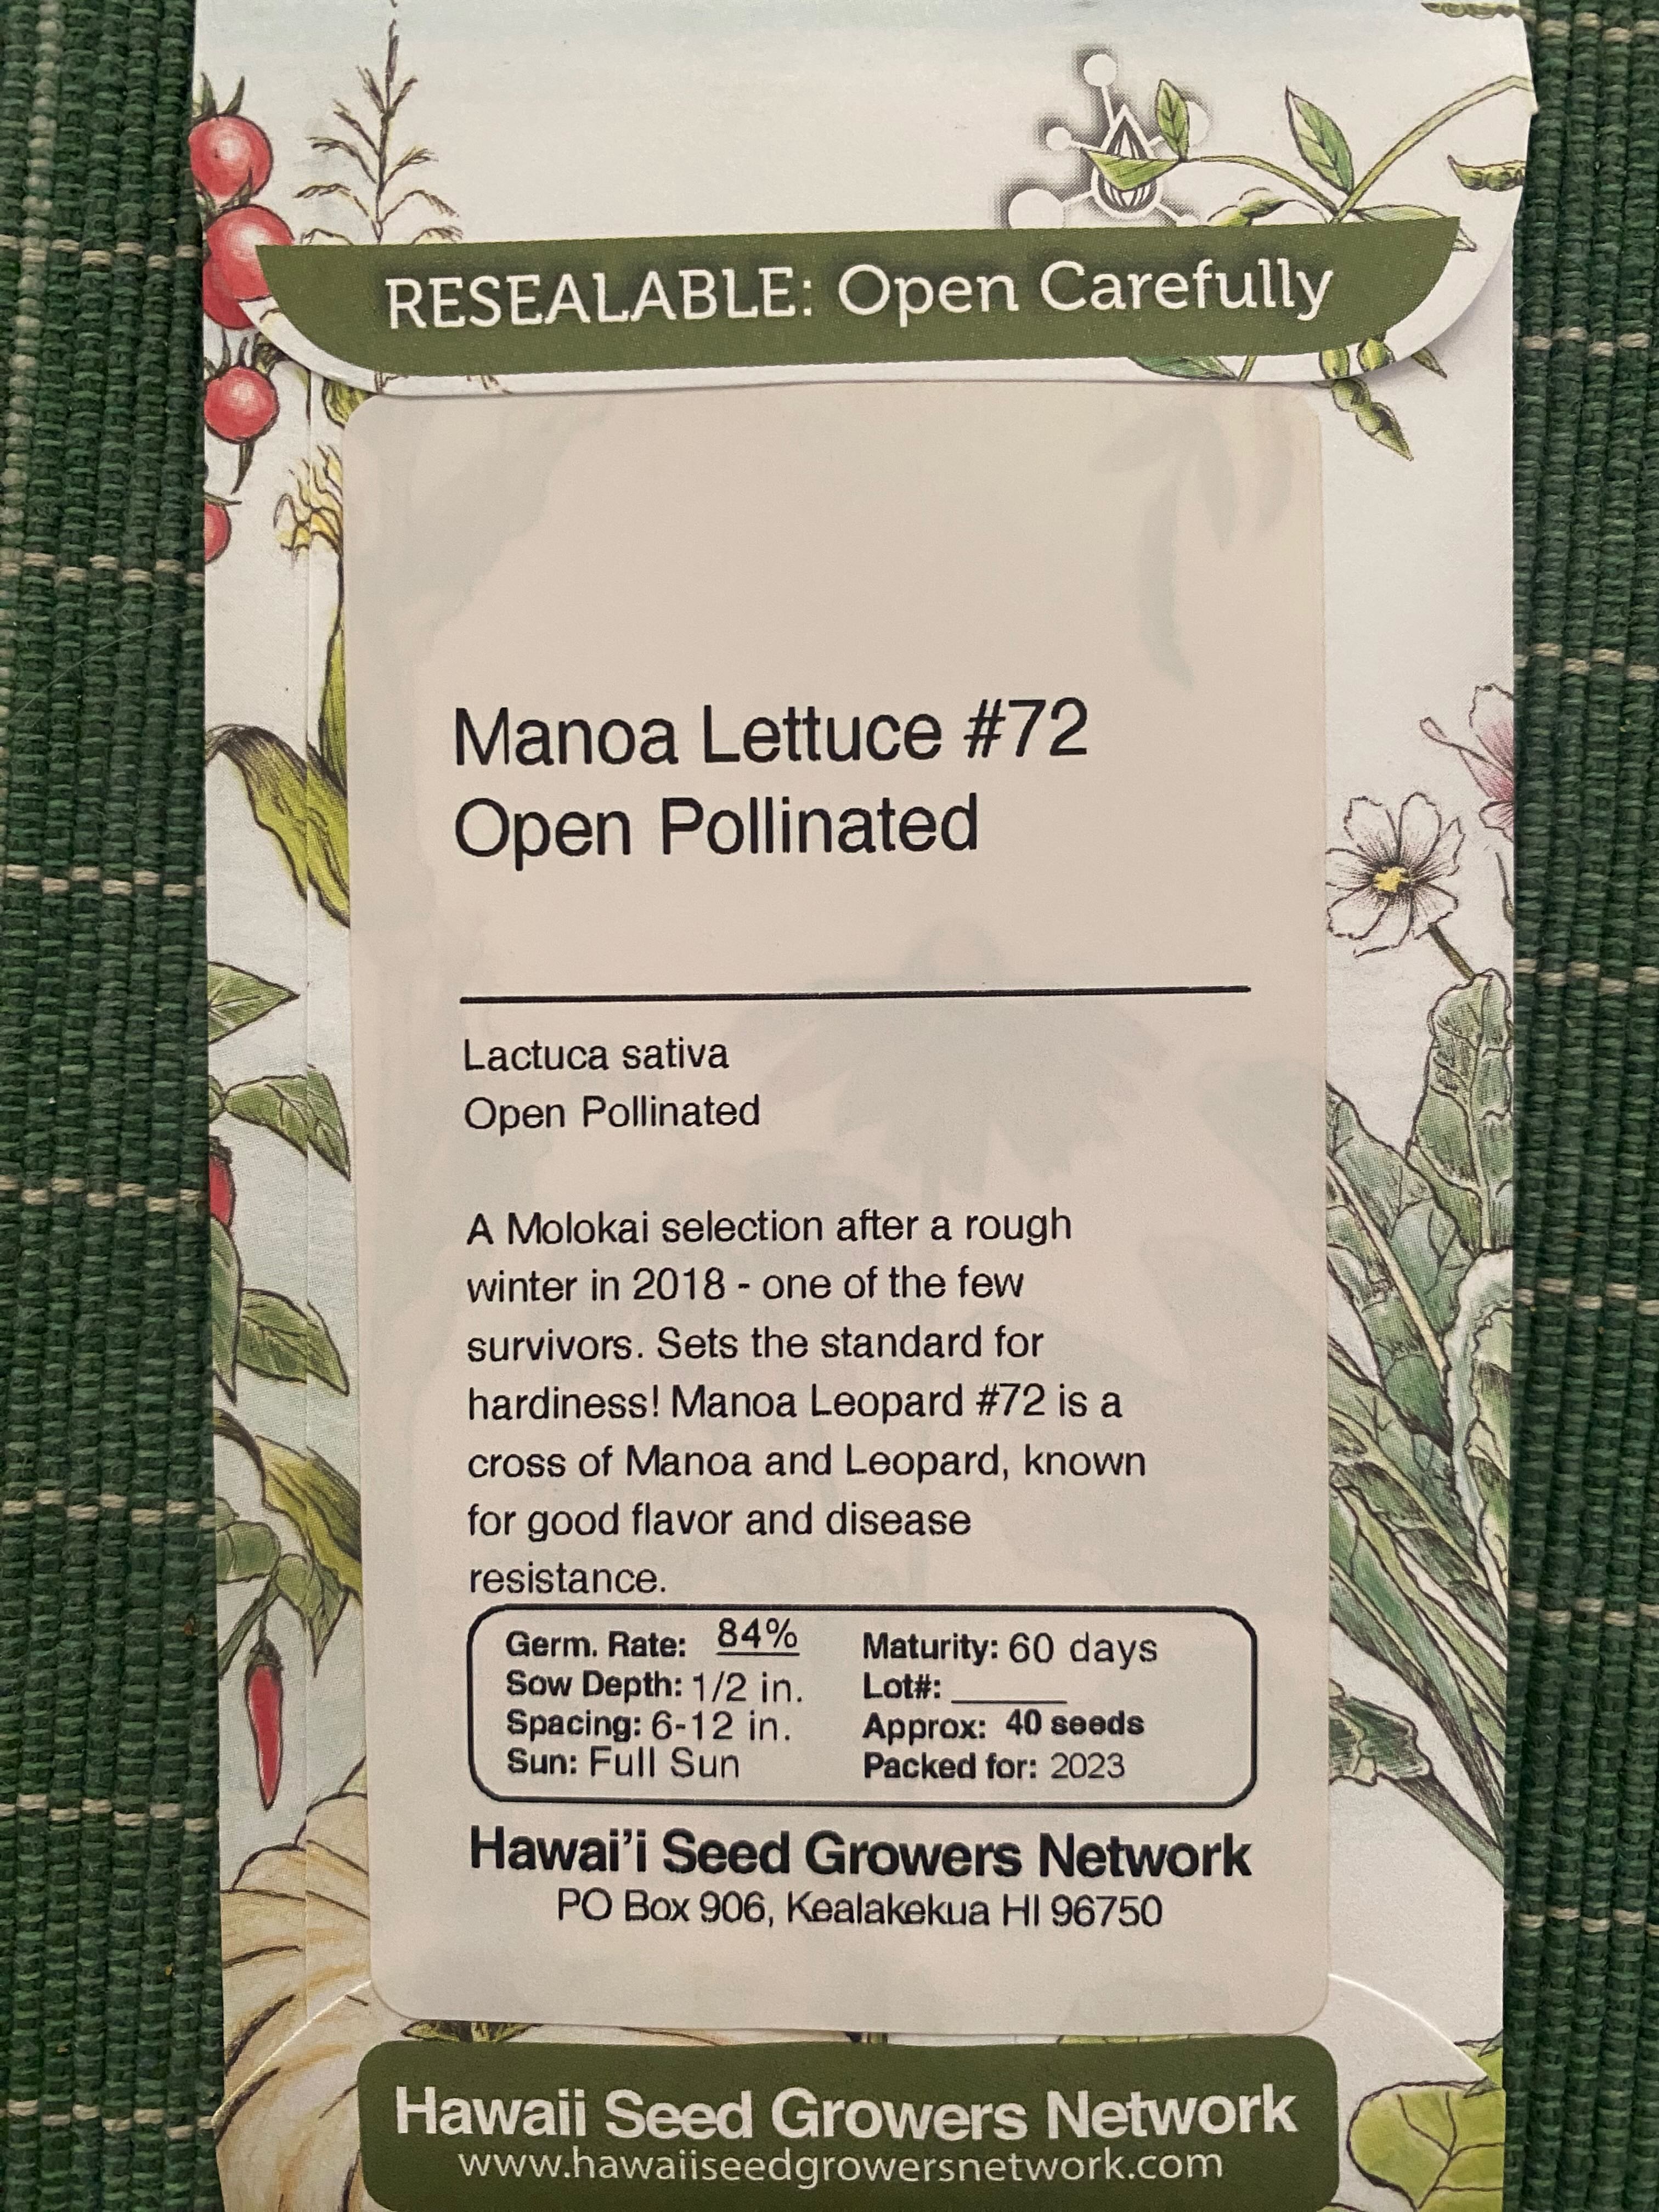 RESEALABLE: Open Carefully
Manoa Lettuce #72
Open Pollinated
Lactuca sativa
Open Pollinated
A Molokai selection after a rough
winter in 2018 - one of the few
survivors. Sets the standard for
hardiness! Manoa Leopard #72 is a
cross of Manoa and Leopard, known
for good flavor and disease
resistance.
Germ. Rate: 84% Maturity: 60 days
Sow Depth: 1/2 in. Lot#: ______
Spacing: 6-12 in. Approx: 40 seeds
Sun: Full Sun Packed for: 2023
Hawai'i Seed Growers Network
PO Box 906, Kealakekua HI 96750
Hawaii Seed Growers Network
www.hawaiiseedgrowersnetwork.com